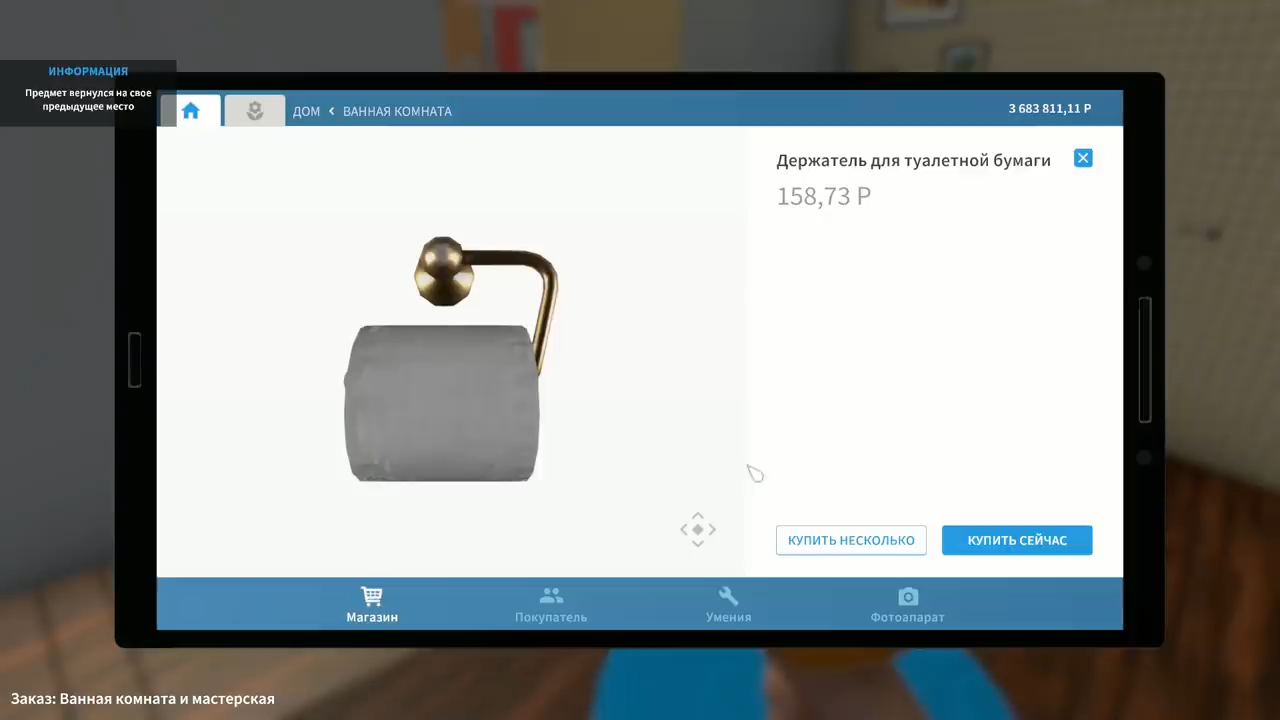 ИНФОРМАЦИЯ
Предмет вернулся на свое
предыдущее место
ДОМ < ВАННАЯ КОМНАТА
3 683 811,11 Р
Держатель для туалетной бумаги
158,73 Р
КУПИТЬ НЕСКОЛЬКО
КУПИТЬ СЕЙЧАС
Магазин
Покупатель
Умения
Фотоапарат
Заказ: Ванная комната и мастерская